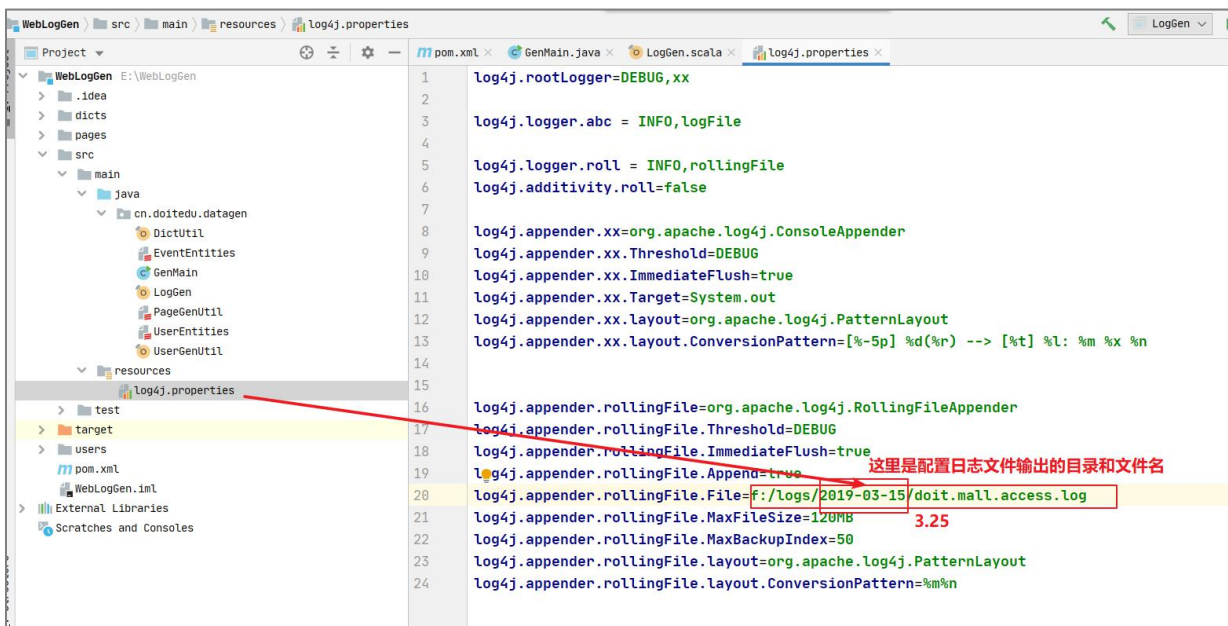 WebLogGen src main resources log4j.properties LogGen
Project pom.xml GenMain.java LogGen.scala log4j.properties
WebLogGen E:\WebLogGen
.idea
dicts
pages
src
main
java
cn.doitedu.datagen
DictUtil
EventEntities
GenMain
LogGen
PageGenUtil
UserEntities
UserGenUtil
resources
log4j.properties
test
target
users
pom.xml
WebLogGen.iml
External Libraries
Scratches and Consoles
1 log4j.rootLogger=DEBUG,xx
2
3 log4j.logger.abc = INFO,logFile
4
5 log4j.logger.roll = INFO,rollingFile
6 log4j.additivity.roll=false
7
8 log4j.appender.xx=org.apache.log4j.ConsoleAppender
9 log4j.appender.xx.Threshold=DEBUG
10 log4j.appender.xx.ImmediateFlush=true
11 log4j.appender.xx.Target=System.out
12 log4j.appender.xx.layout=org.apache.log4j.PatternLayout
13 log4j.appender.xx.layout.ConversionPattern=[%-5p] %d(%r) --> [%t] %l: %m %x %n
14
15
16 log4j.appender.rollingFile=org.apache.log4j.RollingFileAppender
17 log4j.appender.rollingFile.Threshold=DEBUG
18 log4j.appender.rollingFile.ImmediateFlush=true
这里是配置日志文件输出的目录和文件名
19 log4j.appender.rollingFile.Append=true
20 log4j.appender.rollingFile.File=f:/logs/2019-03-15/doit.mall.access.log
21 log4j.appender.rollingFile.MaxFileSize=120MB
3.25
22 log4j.appender.rollingFile.MaxBackupIndex=50
23 log4j.appender.rollingFile.layout=org.apache.log4j.PatternLayout
24 log4j.appender.rollingFile.layout.ConversionPattern=%m%n